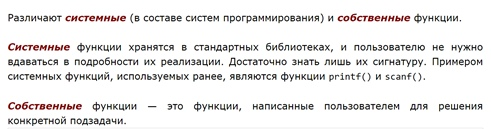 Различают системные (в составе систем программирования) и собственные функции.
Системные функции хранятся в стандартных библиотеках, и пользователю не нужно
вдаваться в подробности их реализации. Достаточно знать лишь их сигнатуру. Примером
системных функций, используемых ранее, являются функции printf() и scanf().
Собственные функции — это функции, написанные пользователем для решения
конкретной подзадачи.